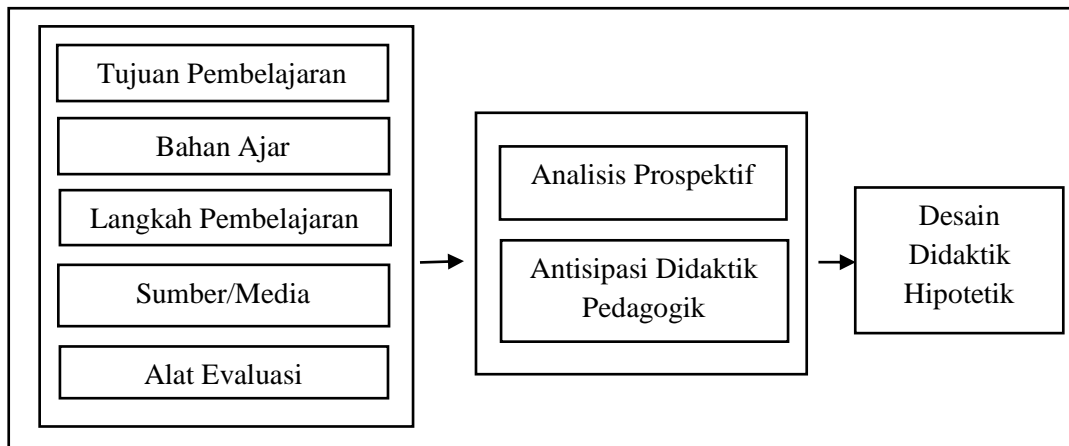 Tujuan Pembelajaran
Bahan Ajar
Langkah Pembelajaran
Sumber/Media
Alat Evaluasi
Analisis Prospektif
Antisipasi Didaktik
Pedagogik
Desain
Didaktik
Hipotetik